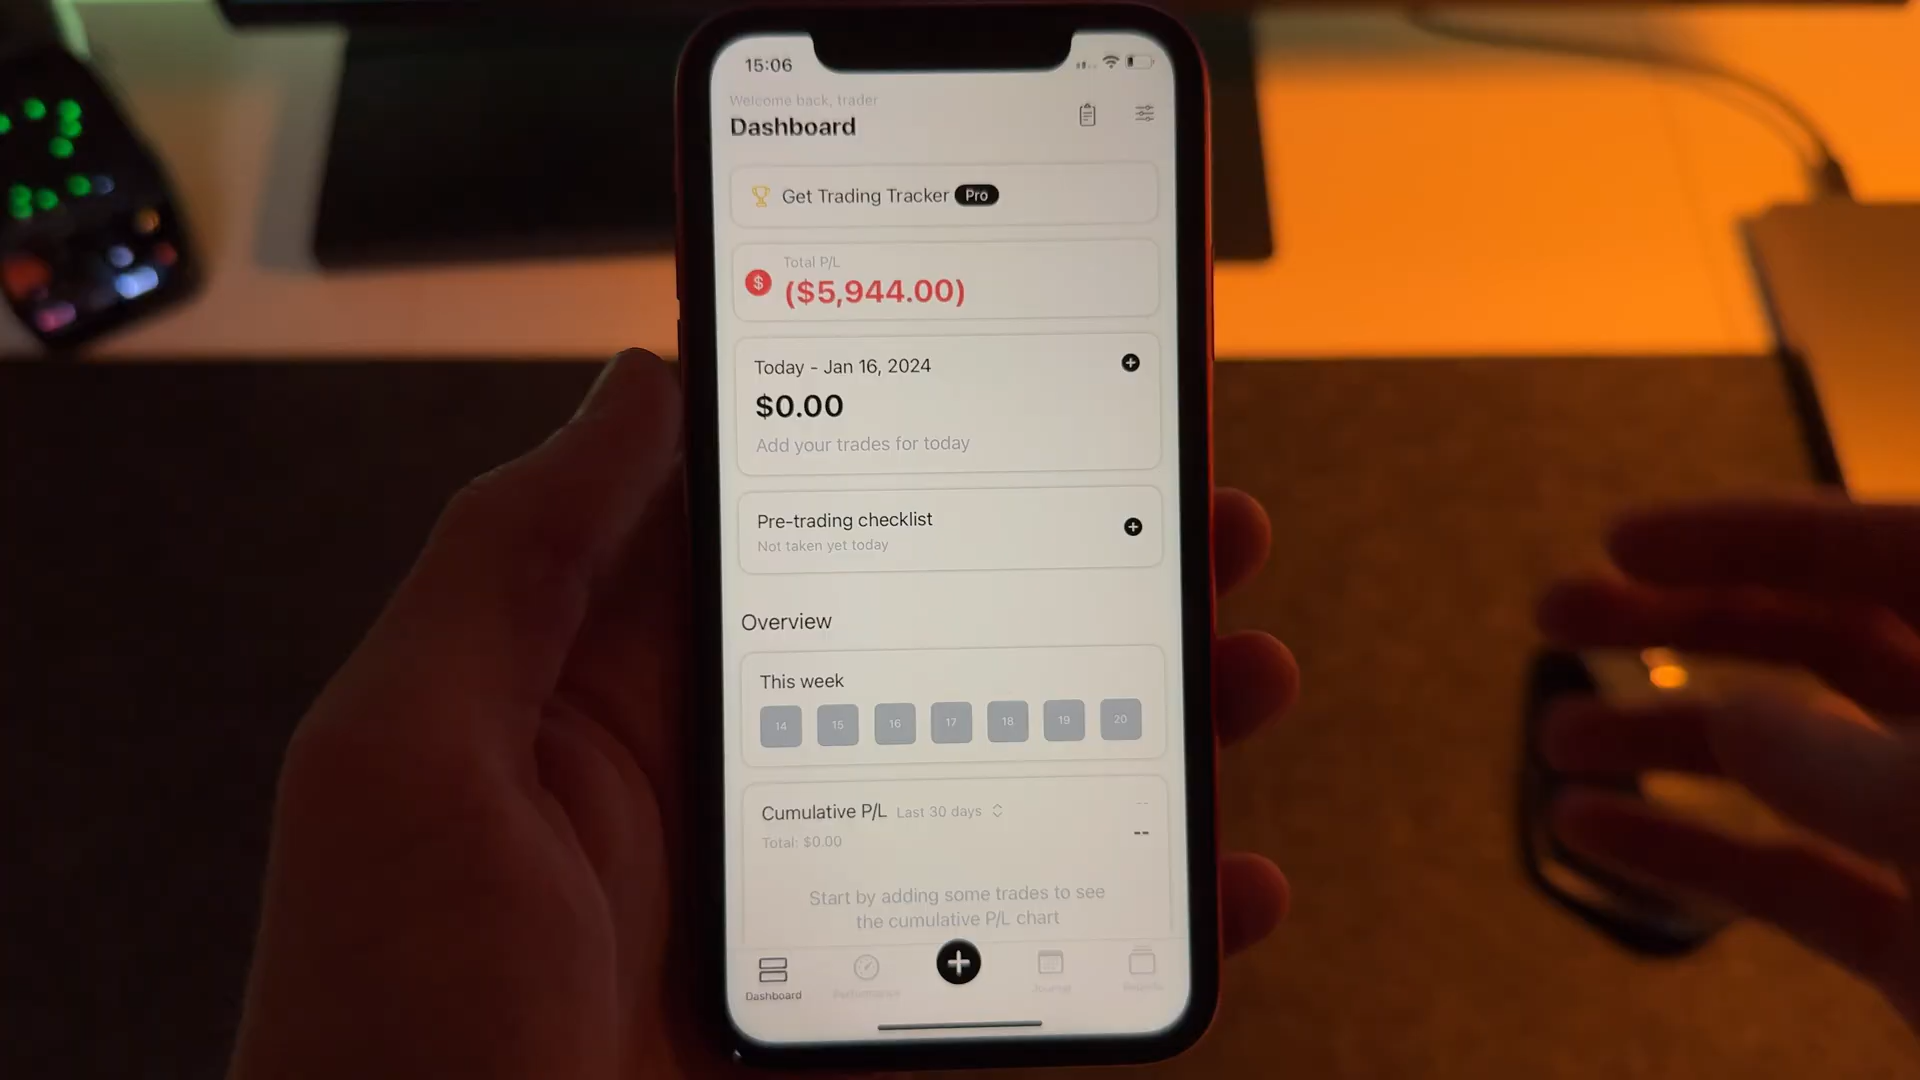 15:06
Welcome back, trader
Dashboard
Get Trading Tracker Pro
Total P/L
$ ($5,944.00)
Today - Jan 16, 2024
$0.00
Add your trades for today
Pre-trading checklist
Not taken yet today
Overview
This week
14 15 16 17 18 19 20
Cumulative P/L Last 30 days --
Total: $0.00 --
Start by adding some trades to see
the cumulative P/L chart
Dashboard Performance Journal